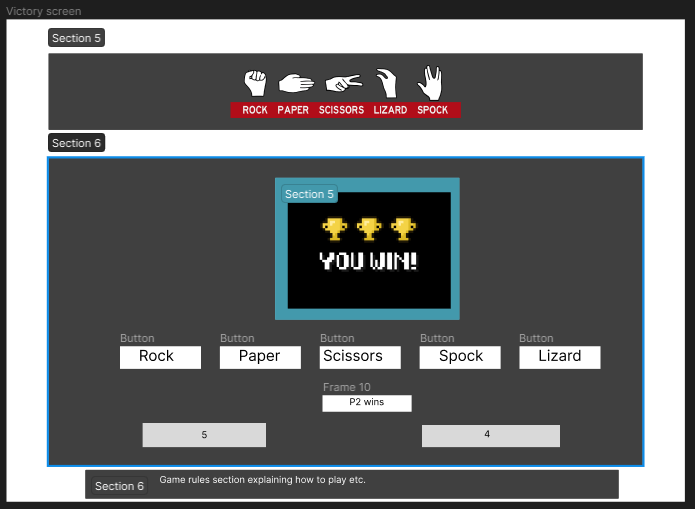 Victory screen
Section 5
ROCK PAPER SCISSORS LIZARD SPOCK
Section 6
Section 5
YOU WIN!
Button Button Button Button Button
Rock Paper Scissors Spock Lizard
Frame 10
P2 wins
5 4
Section 6 Game rules section explaining how to play etc.